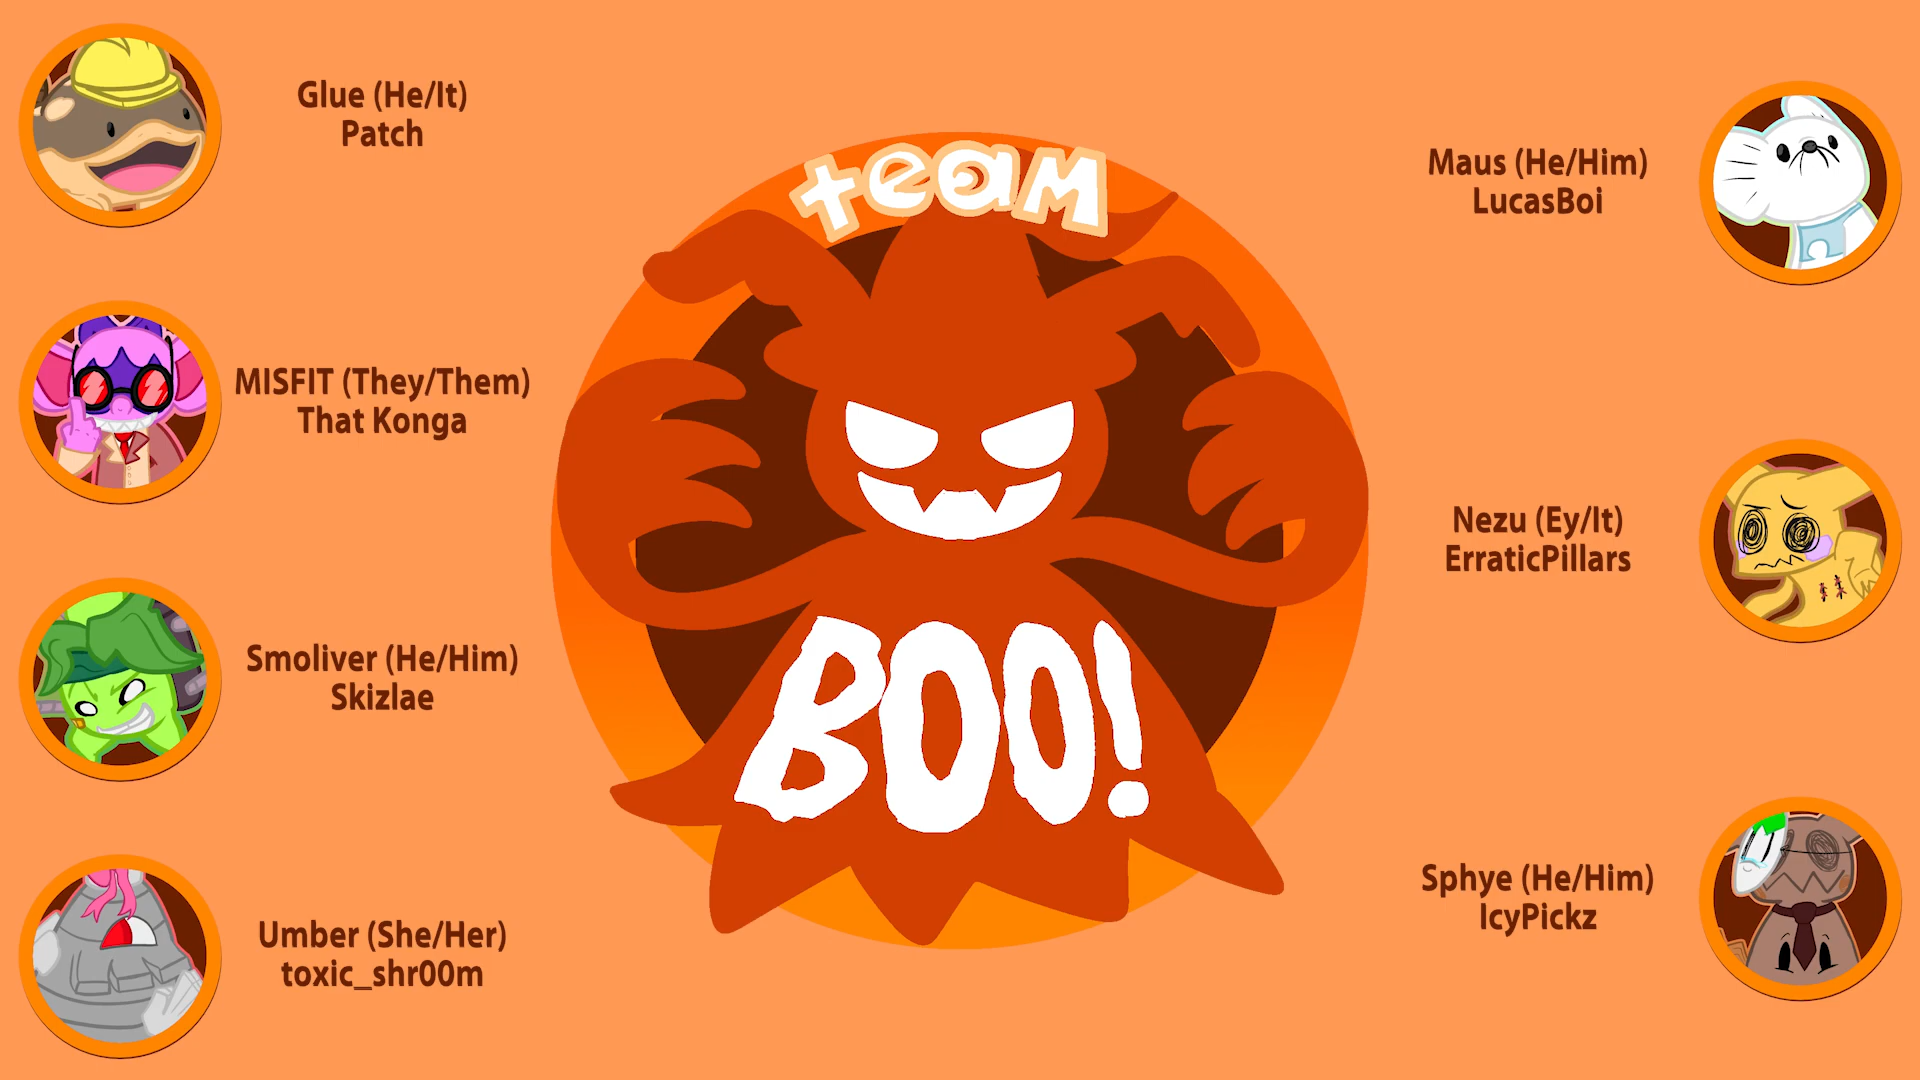 Glue (He/It)
Patch
MISFIT (They/Them)
That Konga
Smoliver (He/Him)
Skizlae
Umber (She/Her)
toxic_shr00m
team
BOO!
Maus (He/Him)
LucasBoi
Nezu (Ey/It)
ErraticPillars
Sphye (He/Him)
IcyPickz